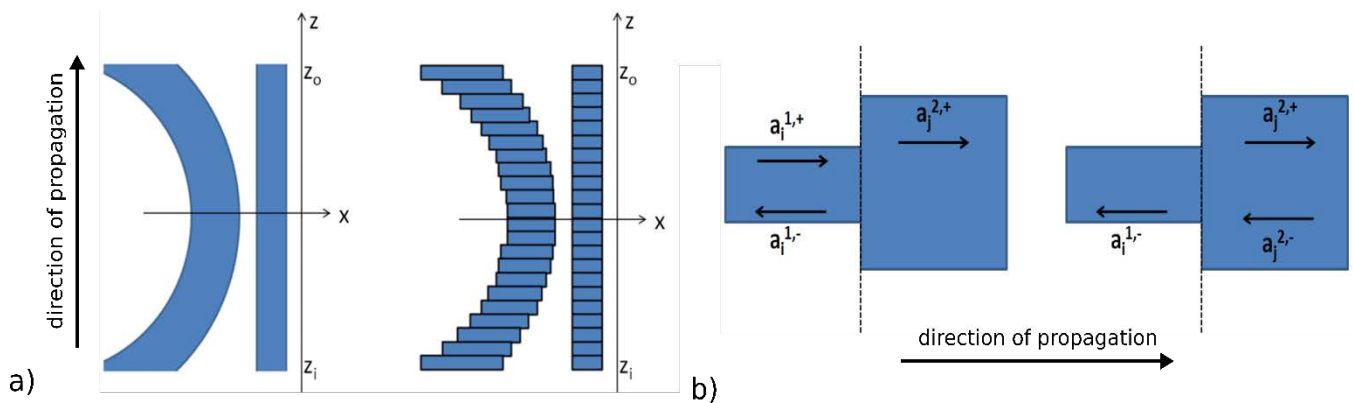 direction of propagation
z
z₀
x
zᵢ
z
z₀
x
zᵢ
a)
aᵢ¹,⁺
aⱼ²,⁺
aᵢ¹,⁻
aⱼ²,⁺
aᵢ¹,⁻
aⱼ²,⁻
direction of propagation
b)